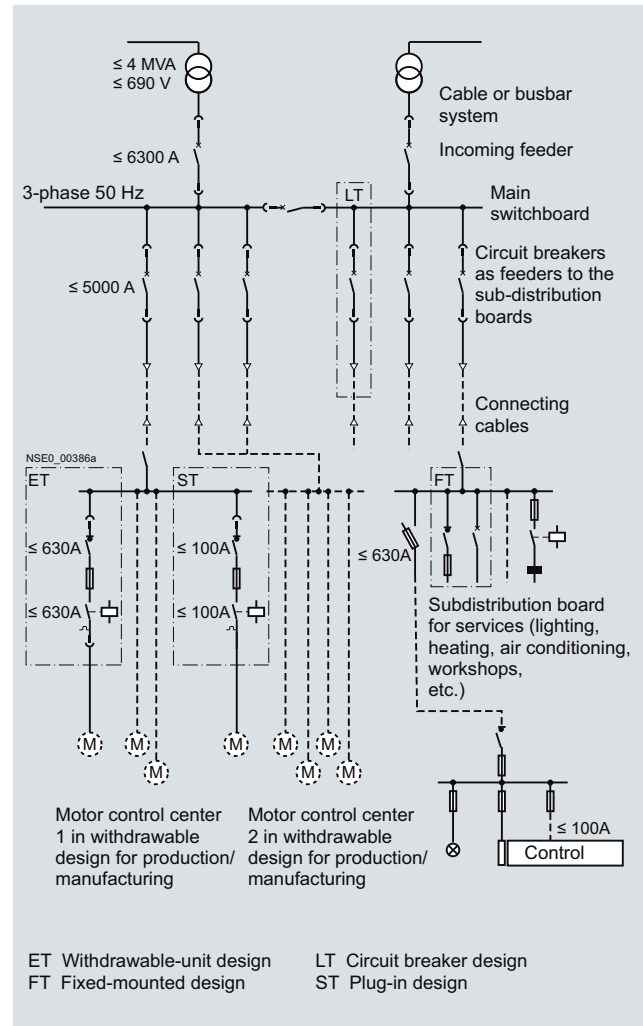 ≤ 4 MVA
≤ 690 V
Cable or busbar
system
≤ 6300 A
Incoming feeder
3-phase 50 Hz
LT
Main
switchboard
≤ 5000 A
Circuit breakers
as feeders to the
sub-distribution
boards
Connecting
cables
NSE0_00386a
ET
ST
FT
≤ 630A
≤ 100A
≤ 630A
≤ 630A
≤ 100A
Subdistribution board
for services (lighting,
heating, air conditioning,
workshops,
etc.)
M
M
M
M
M
M
M
M
Motor control center
1 in withdrawable
design for production/
manufacturing
Motor control center
2 in withdrawable
design for production/
manufacturing
≤ 100A
Control
ET Withdrawable-unit design
FT Fixed-mounted design
LT Circuit breaker design
ST Plug-in design